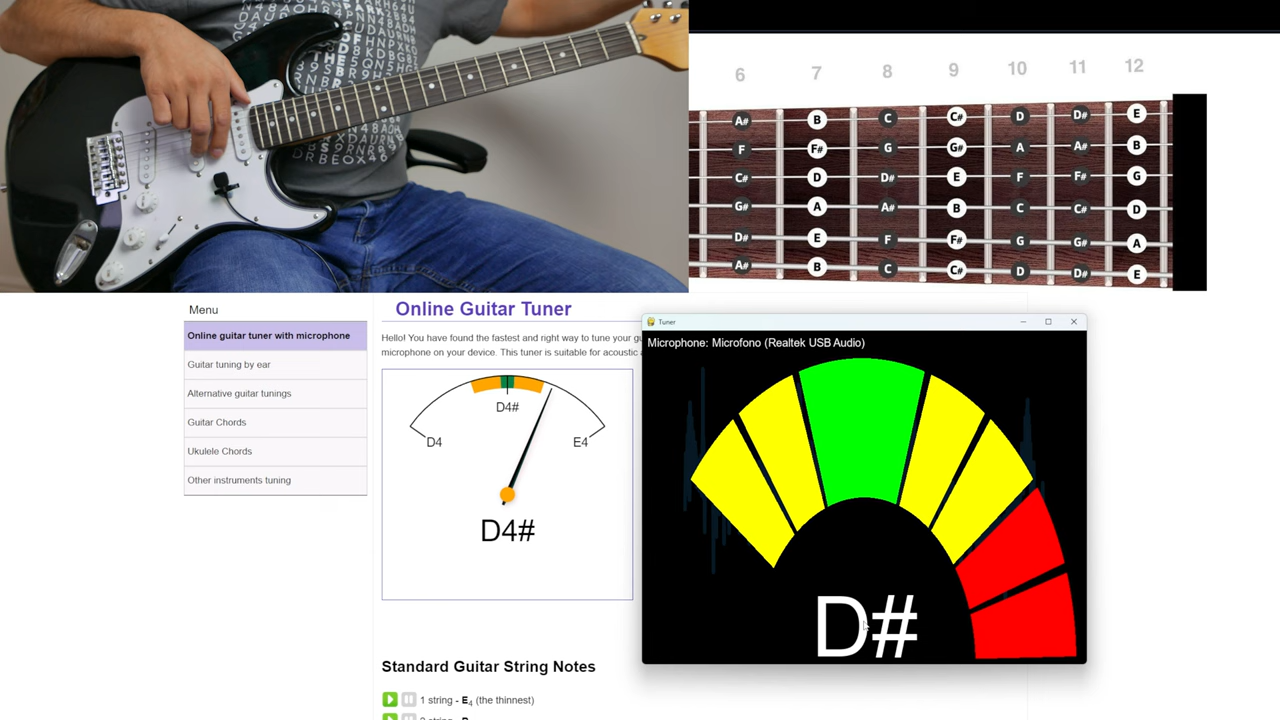 6 7 8 9 10 11 12
A# B C C# D D# E
F F# G G# A A# B
C# D D# E F F# G
G# A A# B C C# D
D# E F F# G G# A
A# B C C# D D# E
Menu
Online guitar tuner with microphone
Guitar tuning by ear
Alternative guitar tunings
Guitar Chords
Ukulele Chords
Other instruments tuning
Online Guitar Tuner
Hello! You have found the fastest and right way to tune your
microphone on your device. This tuner is suitable for acoustic
D4#
D4
E4
D4#
Standard Guitar String Notes
1 string - E4 (the thinnest)
Tuner
Microphone: Microfono (Realtek USB Audio)
D#